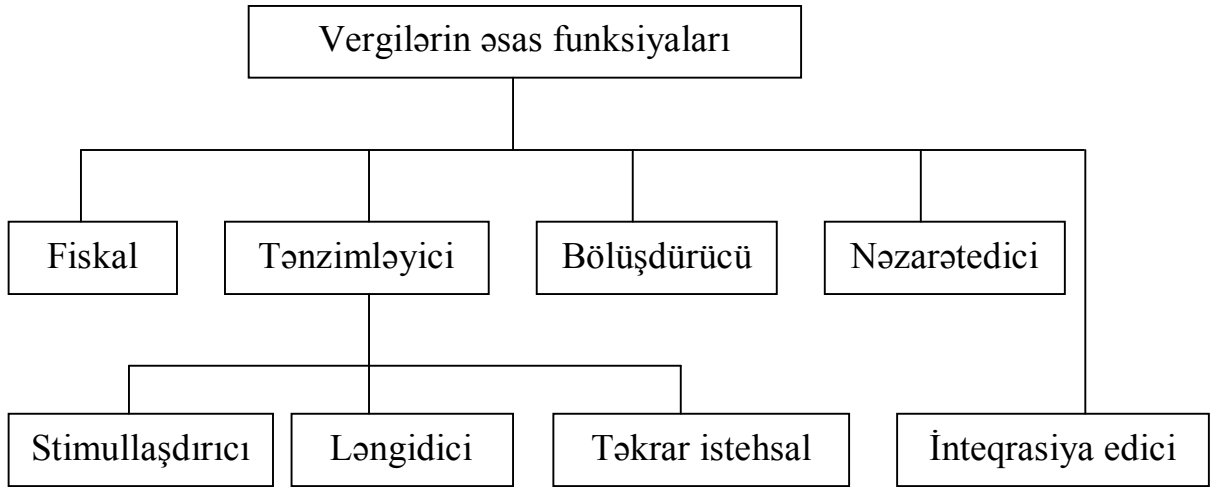 Vergilərin əsas funksiyaları
Fiskal
Tənzimləyici
Bölüşdürücü
Nəzarətedici
Stimullaşdırıcı
Ləngidici
Təkrar istehsal
İnteqrasiya edici